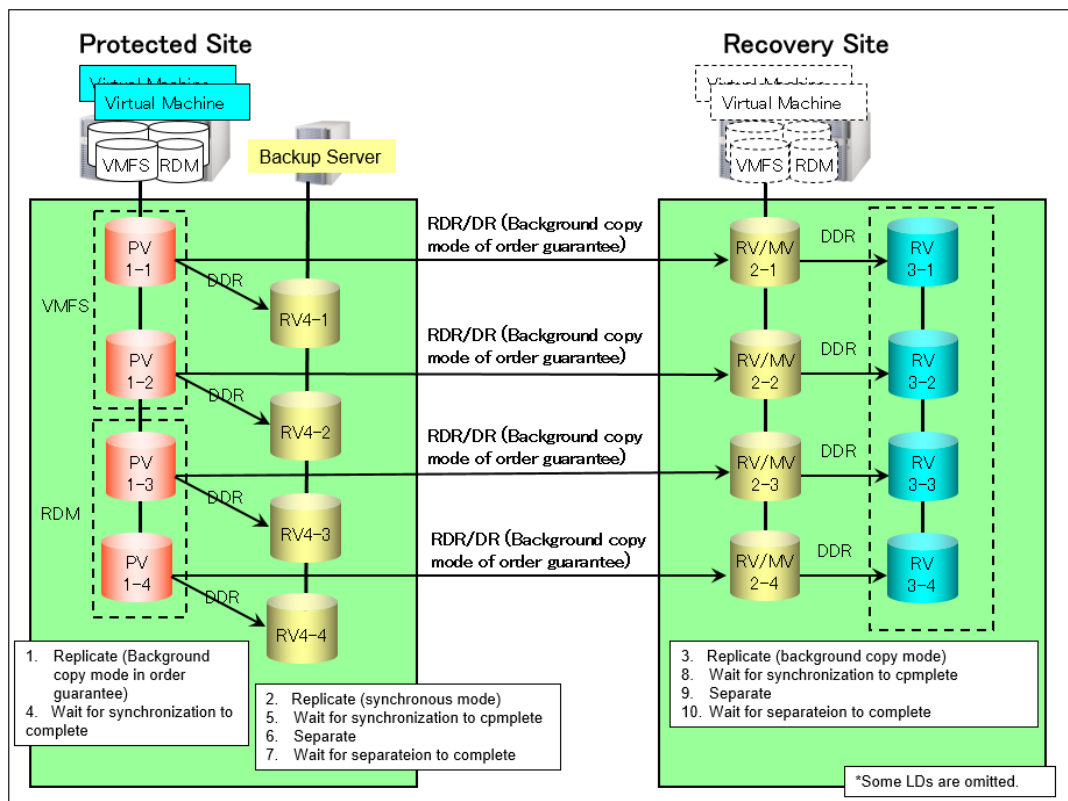 Protected Site
Recovery Site
Virtual Machine
Virtual Machine
VMFS
RDM
Backup Server
Virtual Machine
Virtual Machine
VMFS
RDM
VMFS
PV
1-1
DDR
RV4-1
RDR/DR (Background copy
mode of order guarantee)
RV/MV
2-1
DDR
RV
3-1
PV
1-2
DDR
RV4-2
RDR/DR (Background copy
mode of order guarantee)
RV/MV
2-2
DDR
RV
3-2
RDM
PV
1-3
DDR
RV4-3
RDR/DR (Background copy
mode of order guarantee)
RV/MV
2-3
DDR
RV
3-3
PV
1-4
DDR
RV4-4
RDR/DR (Background copy
mode of order guarantee)
RV/MV
2-4
DDR
RV
3-4
1. Replicate (Background
copy mode in order
guarantee)
4. Wait for synchronization to
complete
2. Replicate (synchronous mode)
5. Wait for synchronization to cpmplete
6. Separate
7. Wait for separateion to complete
3. Replicate (background copy mode)
8. Wait for synchronization to cpmplete
9. Separate
10. Wait for separateion to complete
*Some LDs are omitted.